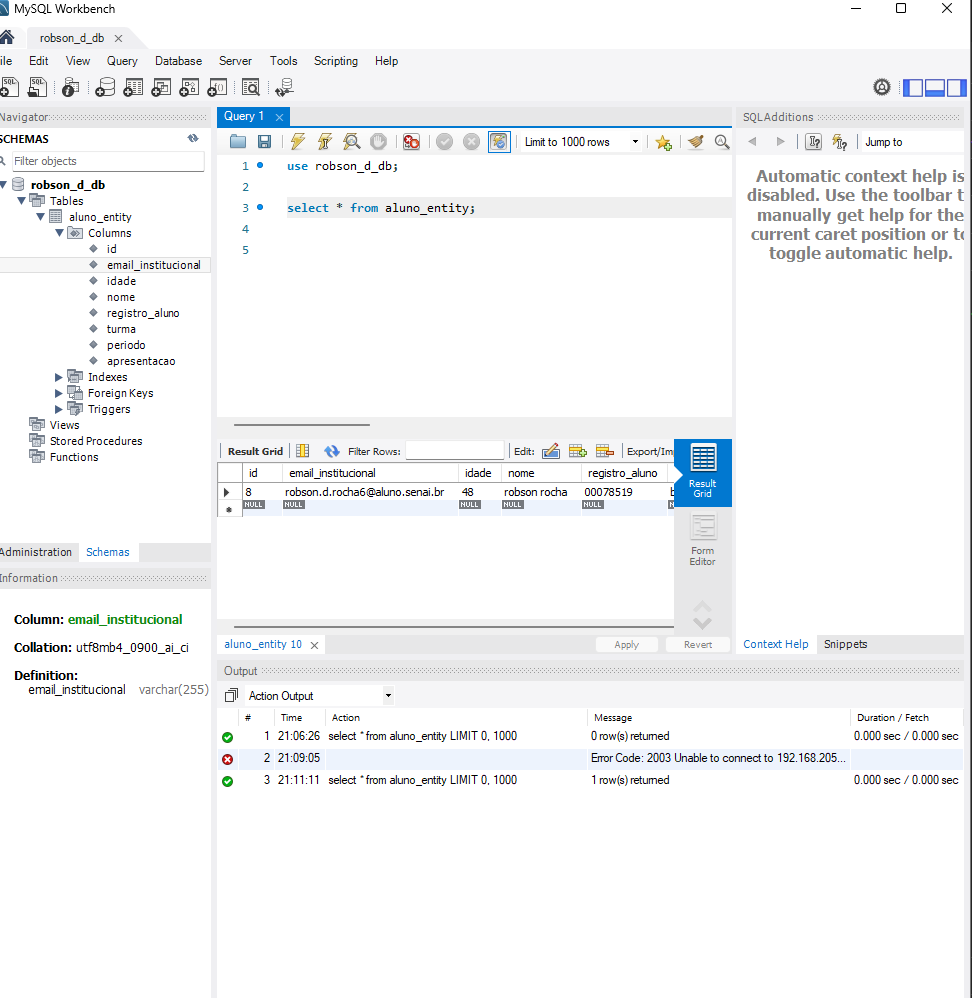 MySQL Workbench
robson_d_db
ile Edit View Query Database Server Tools Scripting Help
Navigator
SCHEMAS
Filter objects
robson_d_db
Tables
aluno_entity
Columns
id
email_institucional
idade
nome
registro_aluno
turma
periodo
apresentacao
Indexes
Foreign Keys
Triggers
Views
Stored Procedures
Functions
Administration Schemas
Information
Column: email_institucional
Collation: utf8mb4_0900_ai_ci
Definition:
email_institucional varchar(255)
Query 1
Limit to 1000 rows
1 use robson_d_db;
2
3 select * from aluno_entity;
4
5
Result Grid Filter Rows: Edit: Export/Im
id email_institucional idade nome registro_aluno
8 robson.d.rocha6@aluno.senai.br 48 robson rocha 00078519 b
NULL NULL NULL NULL NULL N
Result
Grid
Form
Editor
aluno_entity 10 Apply Revert
SQLAdditions
Jump to
Automatic context help is
disabled. Use the toolbar t
manually get help for the
current caret position or to
toggle automatic help.
Context Help Snippets
Output
Action Output
# Time Action Message Duration / Fetch
1 21:06:26 select * from aluno_entity LIMIT 0, 1000 0 row(s) returned 0.000 sec / 0.000 sec
2 21:09:05 Error Code: 2003 Unable to connect to 192.168.205...
3 21:11:11 select * from aluno_entity LIMIT 0, 1000 1 row(s) returned 0.000 sec / 0.000 sec